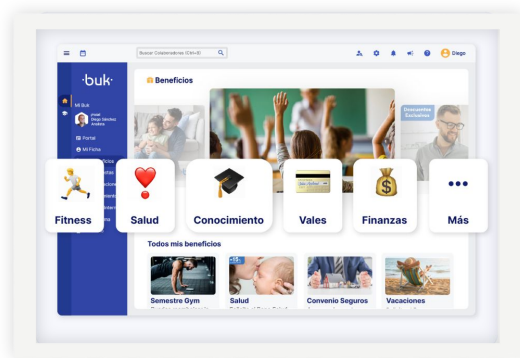 Buscar Colaboradores (Ctrl+B)
Diego
·buk·
Beneficios
Mi Buk
Diego Sánchez
Portal
Mi Ficha
Descuentos
Exclusivos
Fitness
Salud
Conocimiento
Vales
Finanzas
Más
Todos mis beneficios
Semestre Gym
Salud
Convenio Seguros
Vacaciones